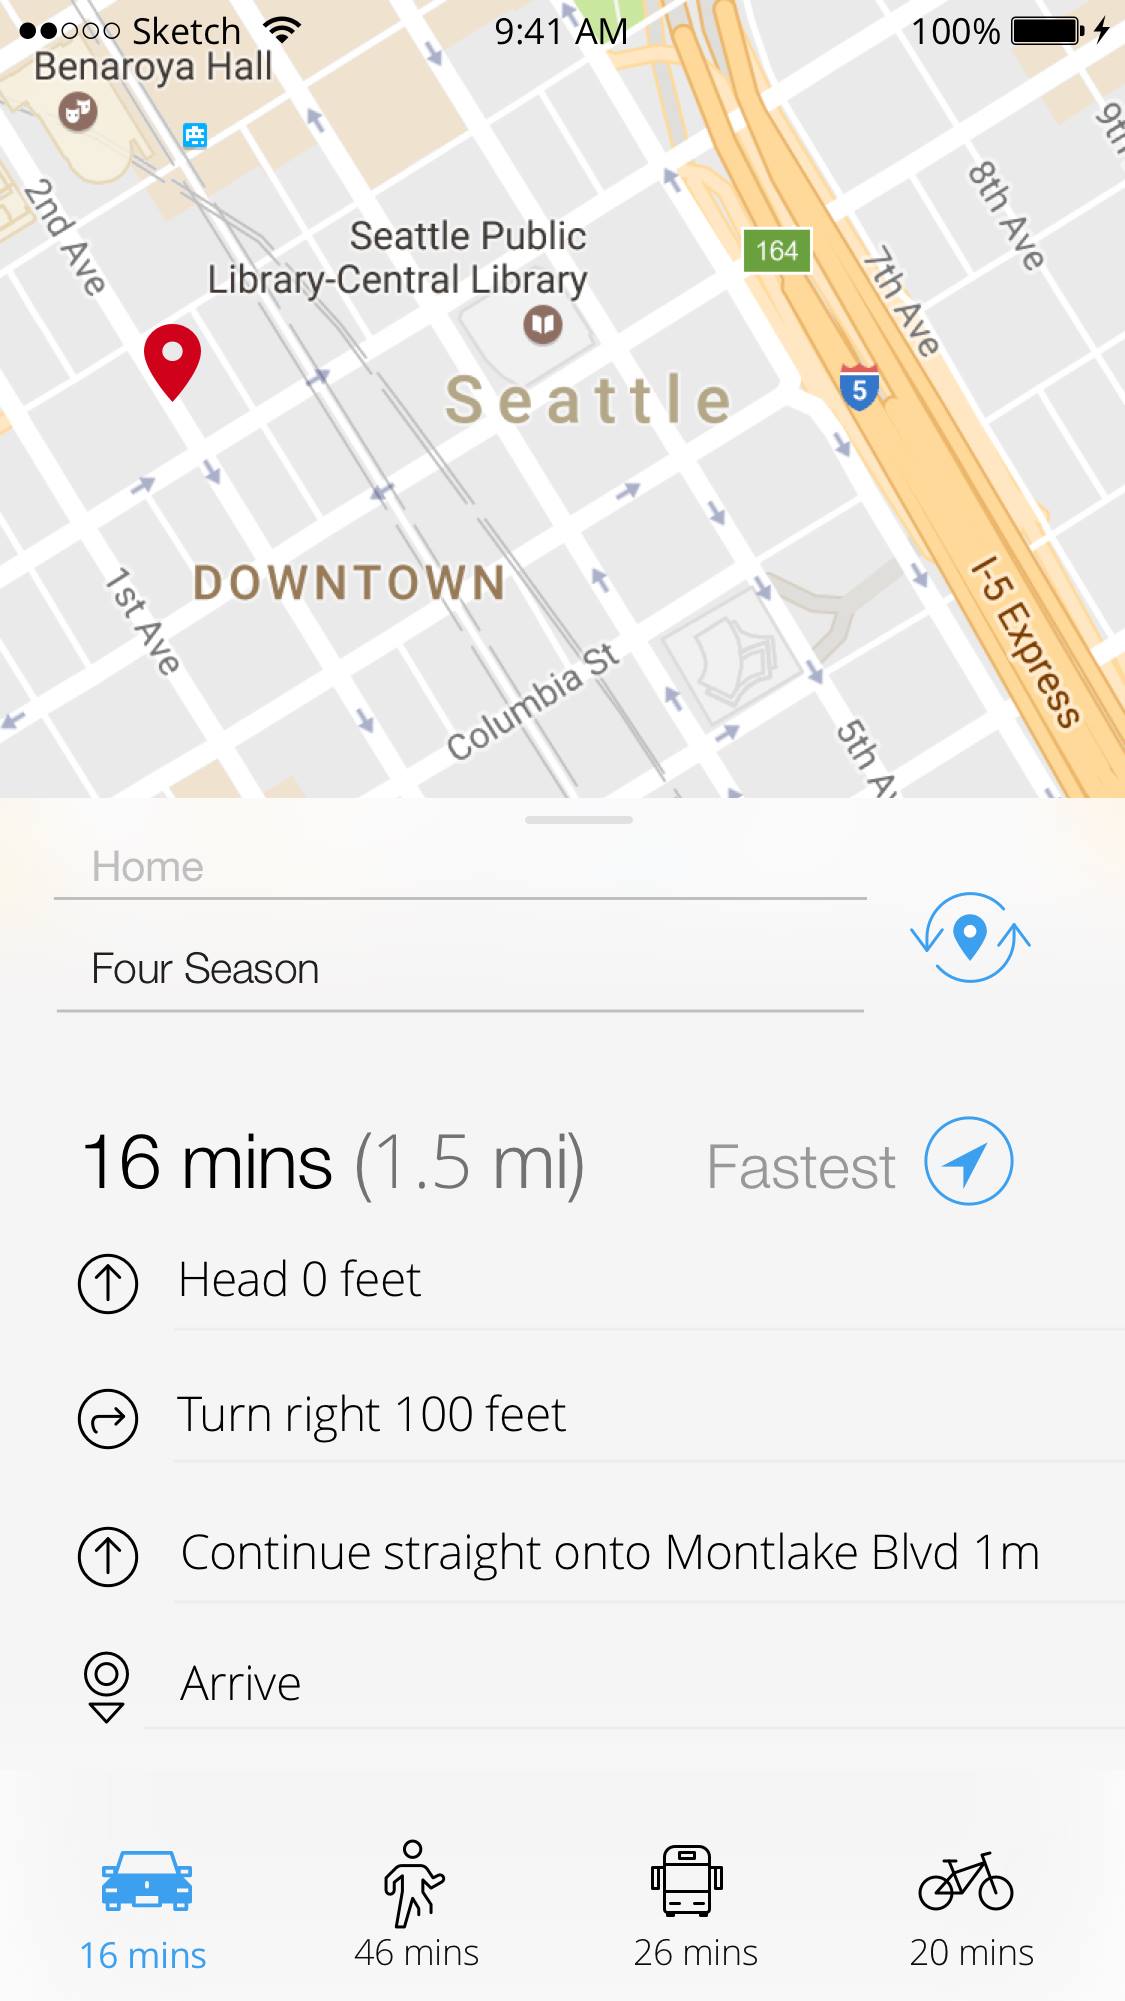 Sketch 9:41 AM 100%
Benaroya Hall
9th
8th Ave
2nd Ave
Seattle Public
Library-Central Library
164
7th Ave
5
Seattle
DOWNTOWN
1st Ave
I-5 Express
Columbia St
5th Av
Home
Four Season
16 mins (1.5 mi) Fastest
Head 0 feet
Turn right 100 feet
Continue straight onto Montlake Blvd 1m
Arrive
16 mins 46 mins 26 mins 20 mins